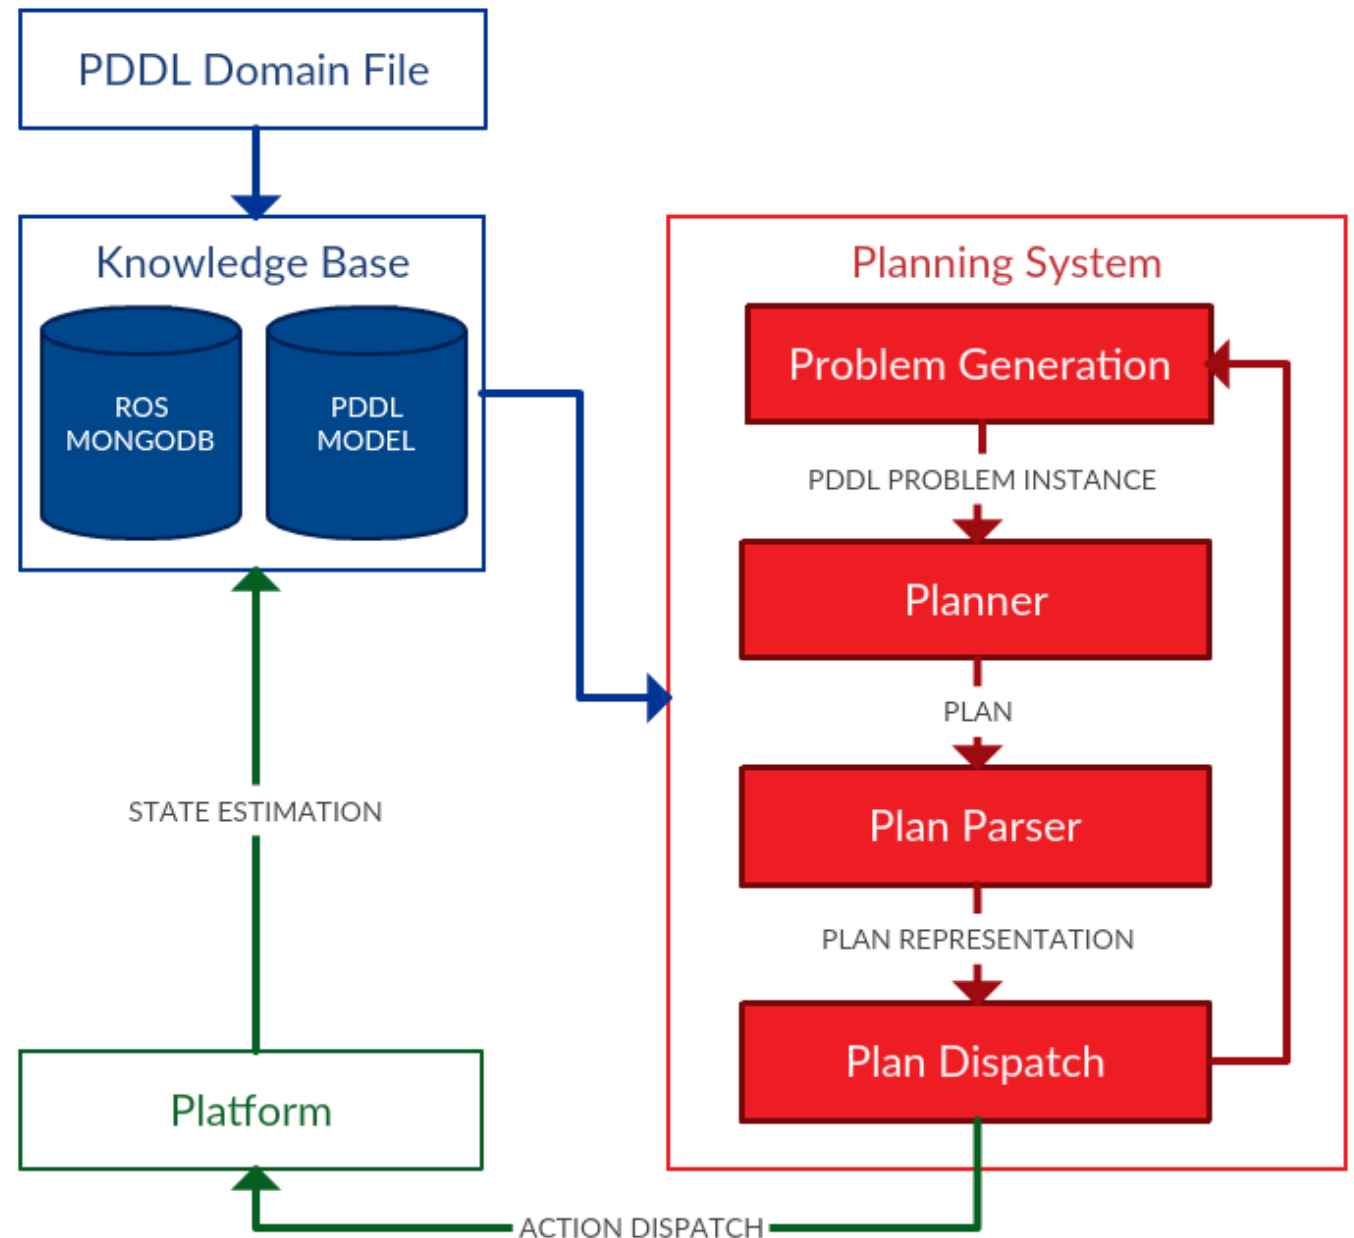 PDDL Domain File
Knowledge Base
ROS
MONGODB
PDDL
MODEL
STATE ESTIMATION
Platform
Planning System
Problem Generation
PDDL PROBLEM INSTANCE
Planner
PLAN
Plan Parser
PLAN REPRESENTATION
Plan Dispatch
ACTION DISPATCH